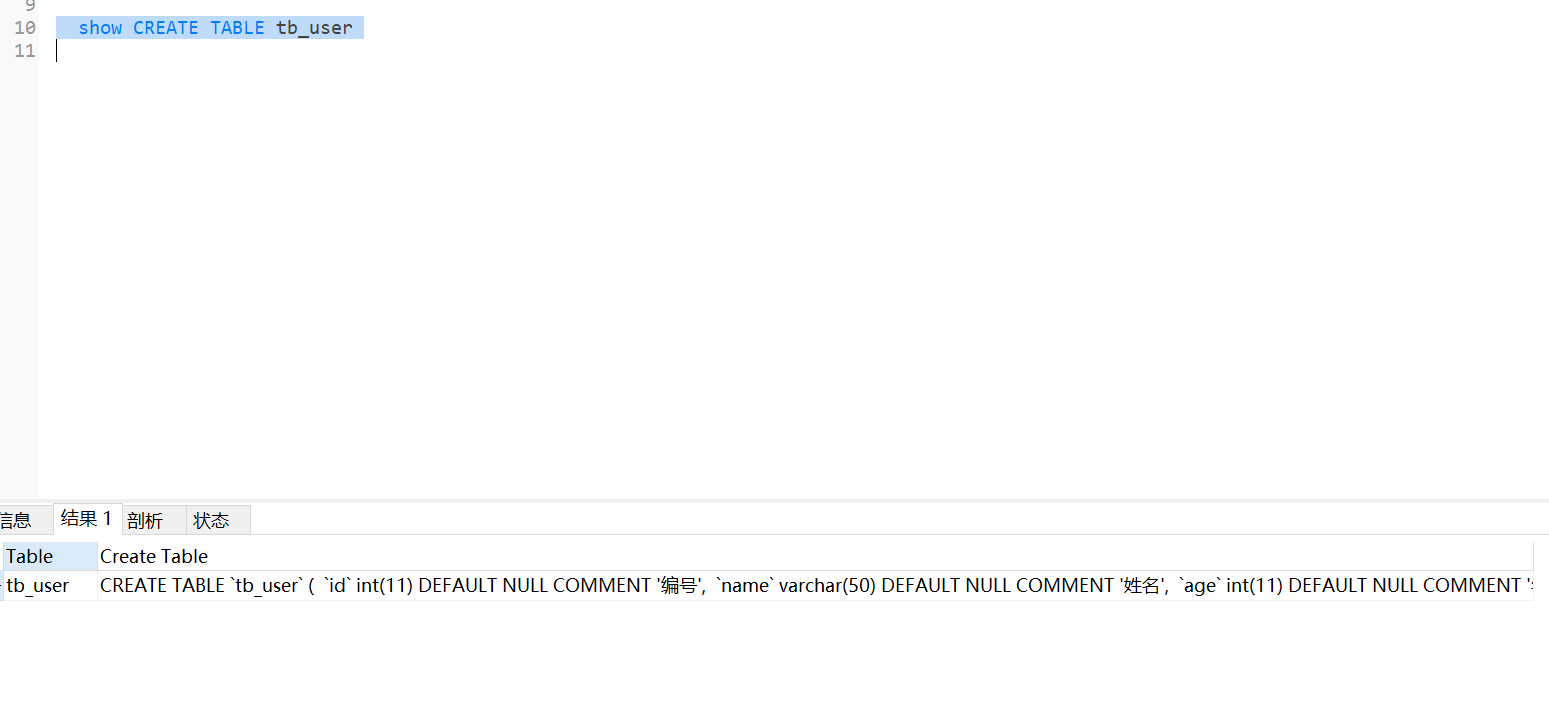 9
10 show CREATE TABLE tb_user
11
信息 结果 1 剖析 状态
Table Create Table
tb_user CREATE TABLE `tb_user` ( `id` int(11) DEFAULT NULL COMMENT '编号', `name` varchar(50) DEFAULT NULL COMMENT '姓名', `age` int(11) DEFAULT NULL COMMENT '